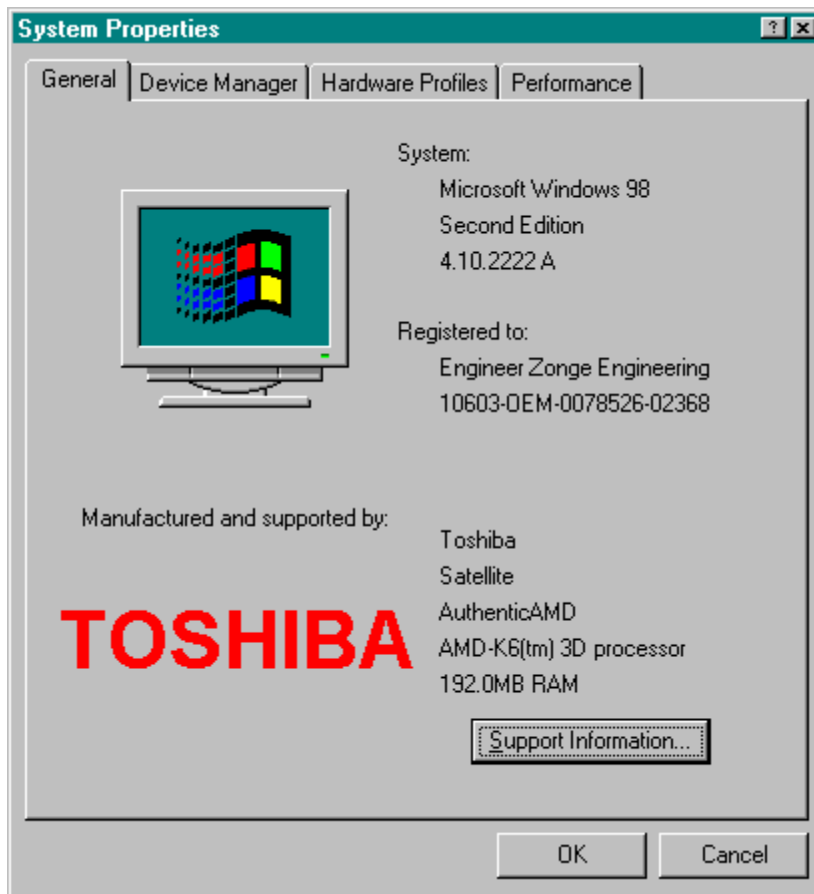 System Properties
General
Device Manager
Hardware Profiles
Performance
System:
Microsoft Windows 98
Second Edition
4.10.2222 A
Registered to:
Engineer Zonge Engineering
10603-OEM-0078526-02368
Manufactured and supported by:
TOSHIBA
Toshiba
Satellite
AuthenticAMD
AMD-K6(tm) 3D processor
192.0MB RAM
Support Information...
OK
Cancel